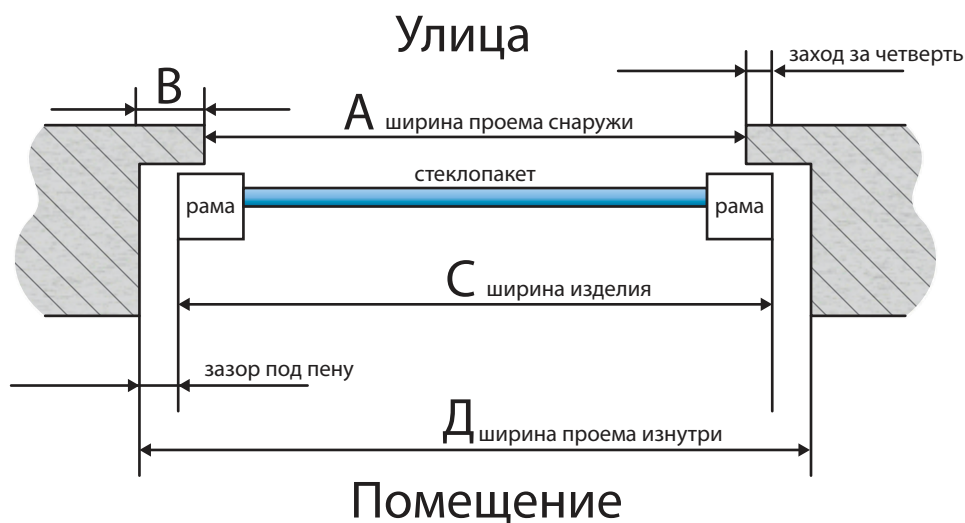 Улица
заход за четверть
В
А ширина проема снаружи
стеклопакет
рама
рама
С ширина изделия
зазор под пену
Д ширина проема изнутри
Помещение